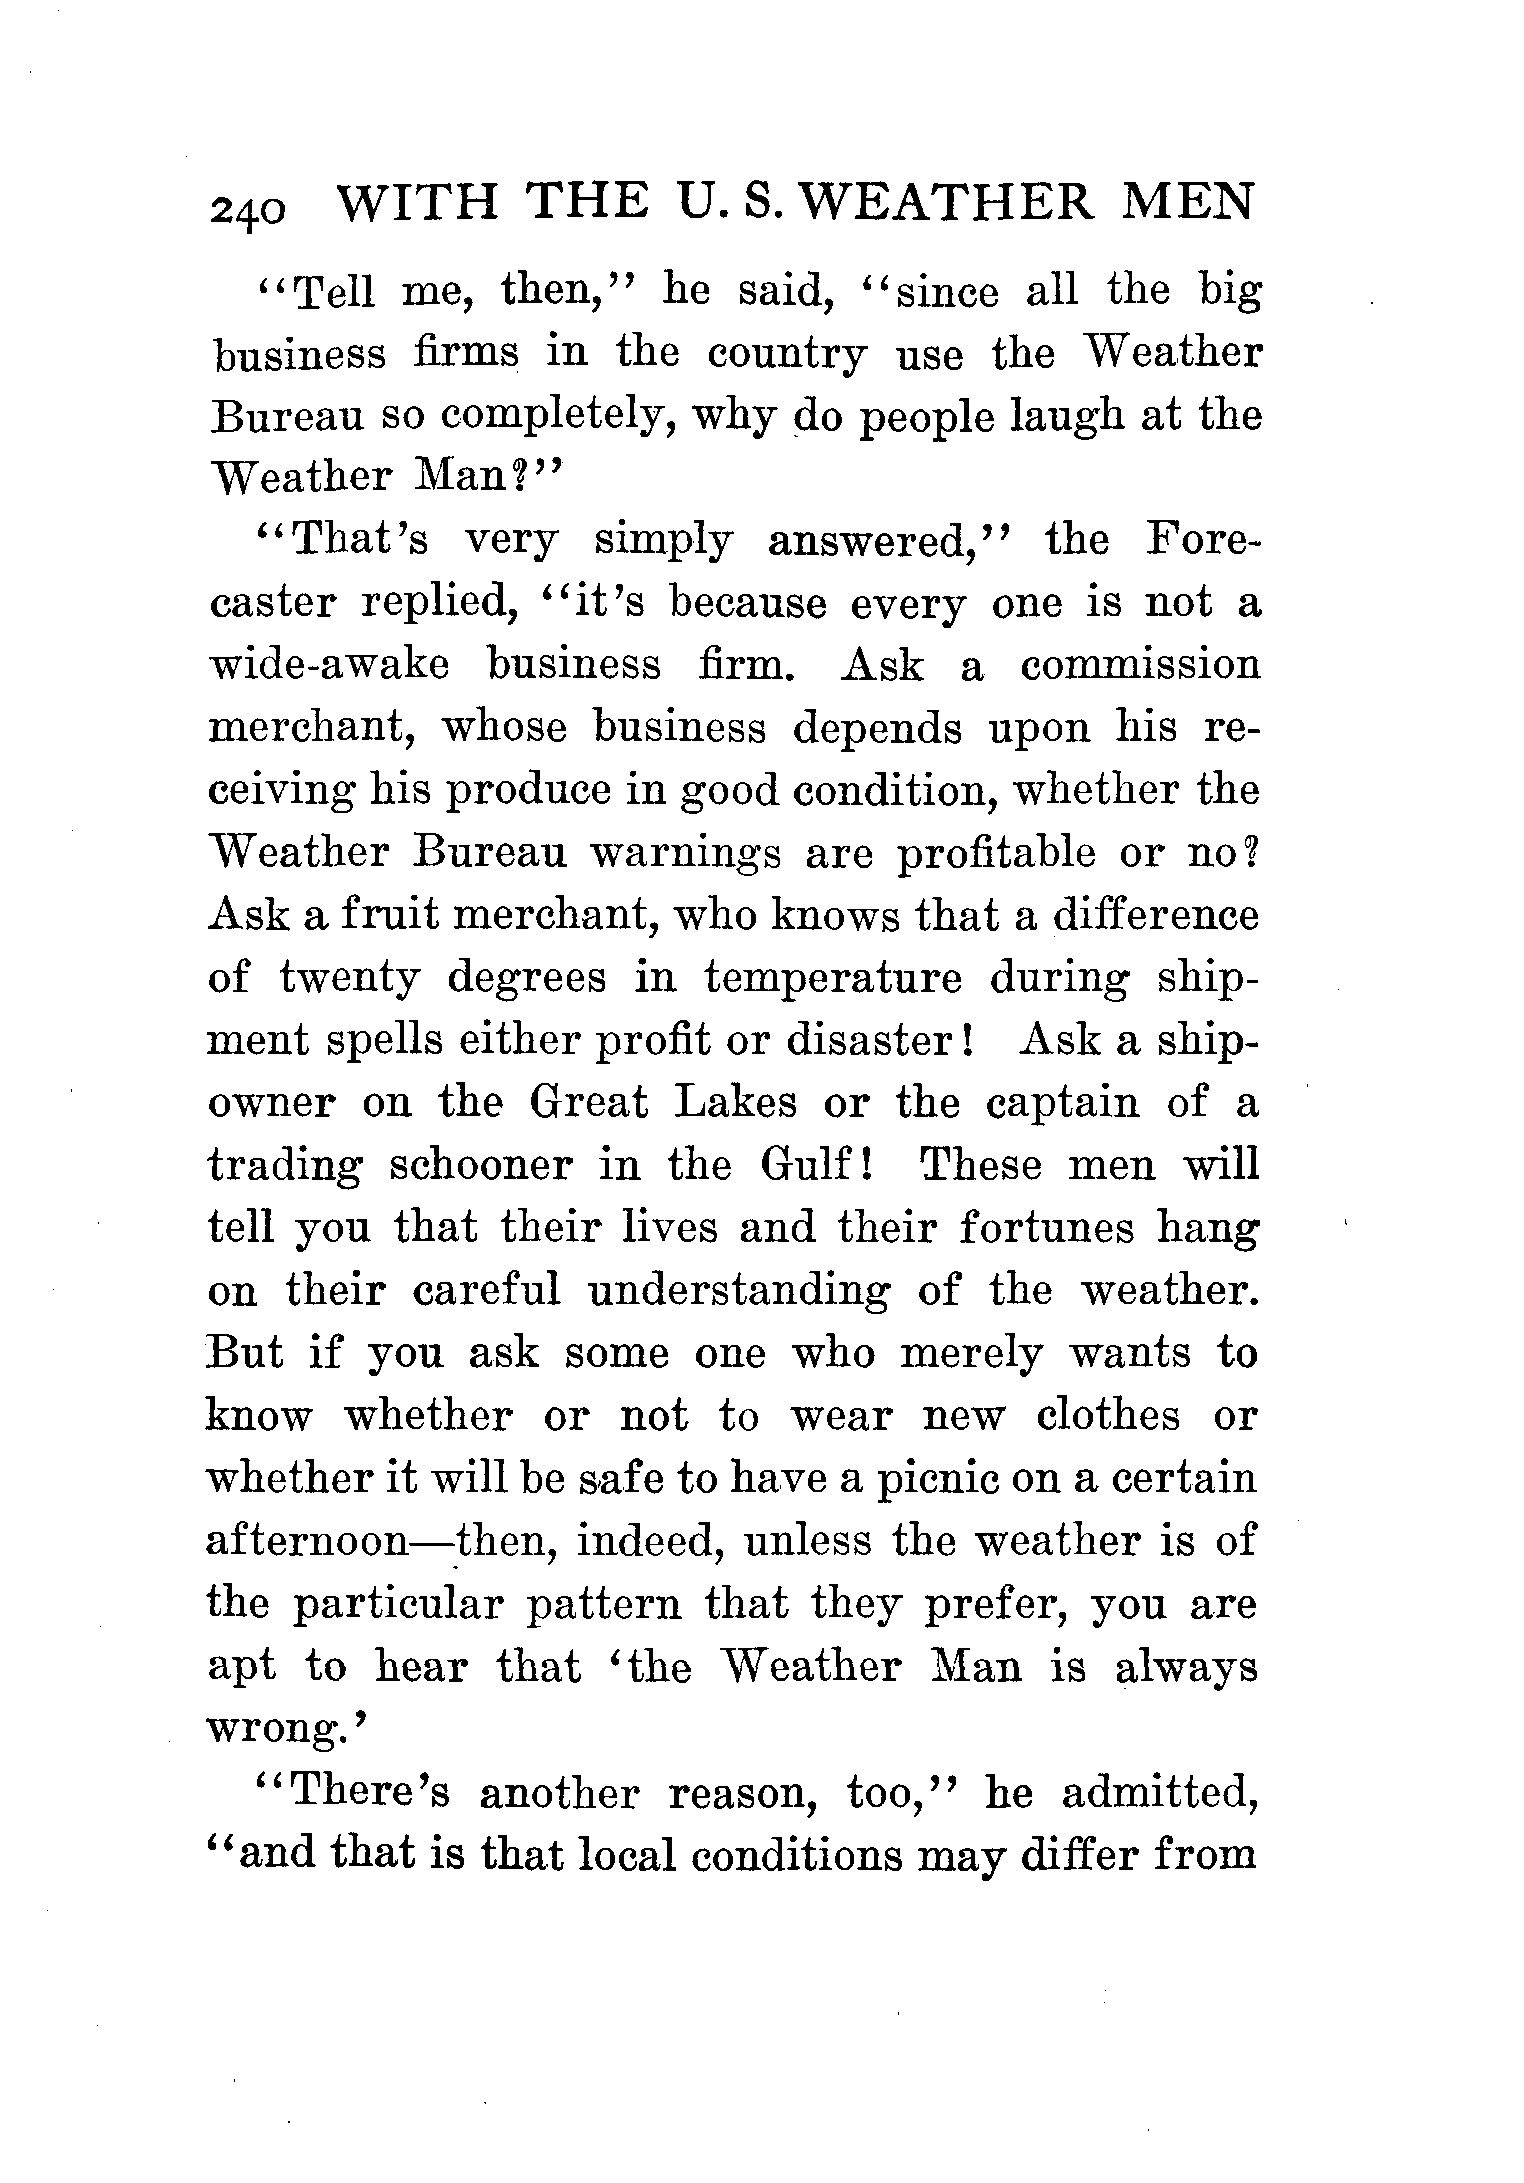 240 WITH THE U. S. WEATHER MEN
"Tell me, then," he said, "since all the big
business firms in the country use the Weather
Bureau so completely, why do people laugh at the
Weather Man?"
"That's very simply answered," the Fore-
caster replied, "it's because every one is not a
wide-awake business firm. Ask a commission
merchant, whose business depends upon his re-
ceiving his produce in good condition, whether the
Weather Bureau warnings are profitable or no?
Ask a fruit merchant, who knows that a difference
of twenty degrees in temperature during ship-
ment spells either profit or disaster! Ask a ship-
owner on the Great Lakes or the captain of a
trading schooner in the Gulf! These men will
tell you that their lives and their fortunes hang
on their careful understanding of the weather.
But if you ask some one who merely wants to
know whether or not to wear new clothes or
whether it will be safe to have a picnic on a certain
afternoon—then, indeed, unless the weather is of
the particular pattern that they prefer, you are
apt to hear that 'the Weather Man is always
wrong.'
"There's another reason, too," he admitted,
"and that is that local conditions may differ from